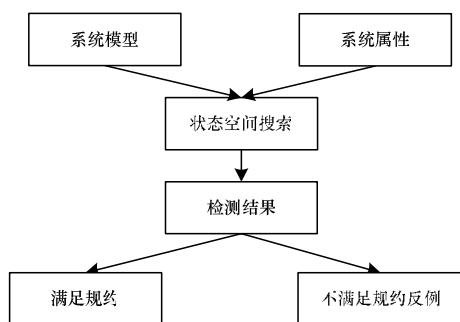 系统模型
系统属性
状态空间搜索
检测结果
满足规约
不满足规约反例